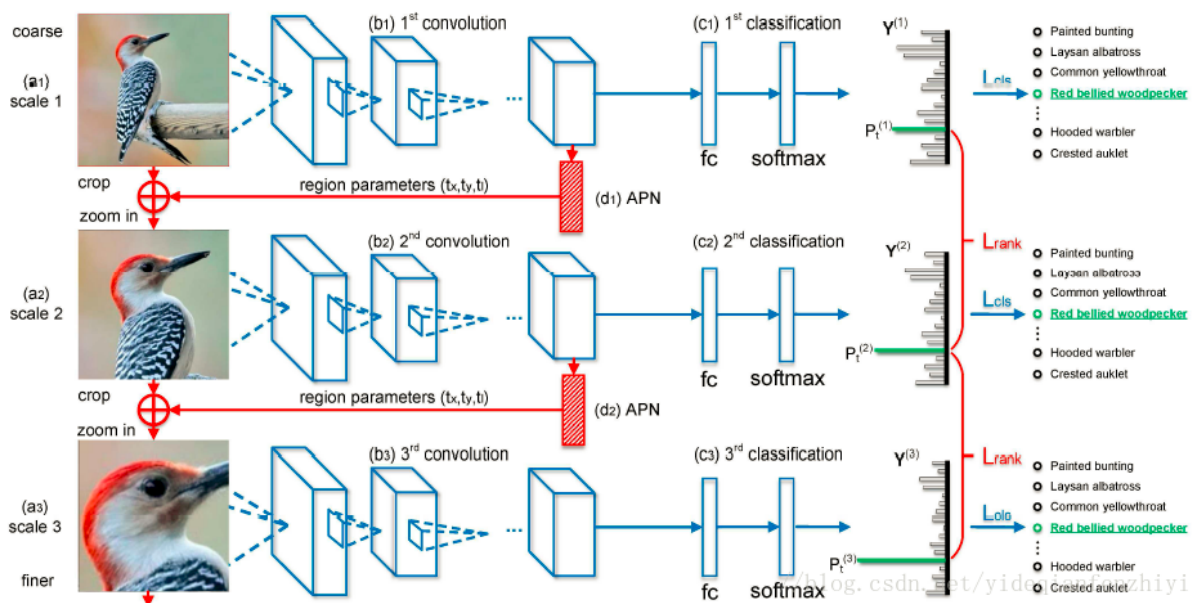 coarse
(a1)
scale 1
(b1) 1st convolution
(c1) 1st classification
Y(1)
Pt(1)
Lcls
Painted bunting
Laysan albatross
Common yellowthroat
Red bellied woodpecker
Hooded warbler
Crested auklet
...
fc
softmax
crop
zoom in
region parameters (tx,ty,tl)
(d1) APN
Lrank
(a2)
scale 2
(b2) 2nd convolution
(c2) 2nd classification
Y(2)
Pt(2)
Lcls
Painted bunting
Laysan albatross
Common yellowthroat
Red bellied woodpecker
Hooded warbler
Crested auklet
...
fc
softmax
crop
zoom in
region parameters (tx,ty,tl)
(d2) APN
Lrank
(a3)
scale 3
finer
(b3) 3rd convolution
(c3) 3rd classification
Y(3)
Pt(3)
Lcls
Painted bunting
Laysan albatross
Common yellowthroat
Red bellied woodpecker
Hooded warbler
Crested auklet
...
fc
softmax